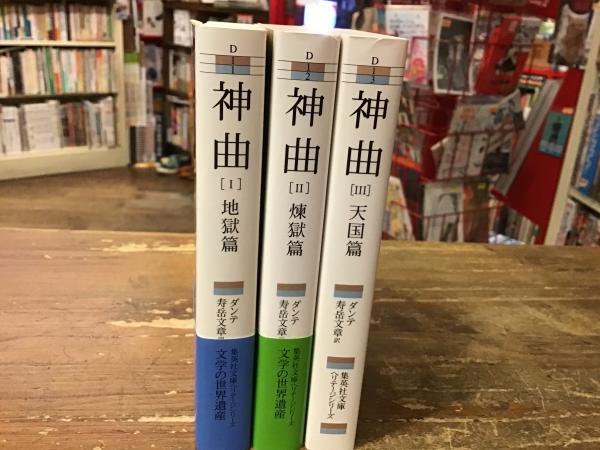 D
1-1
神曲
[I]
地獄篇
ダンテ
寿岳文章 訳
集英社文庫ヘリテージシリーズ
文学の世界遺産
D
1-2
神曲
[II]
煉獄篇
ダンテ
寿岳文章
集英社文庫ヘリテージシリーズ
文学の世界遺産
D
神曲
[III]
天国篇
ダンテ
寿岳文章 訳
集英社文庫
ヘリテージシリーズ